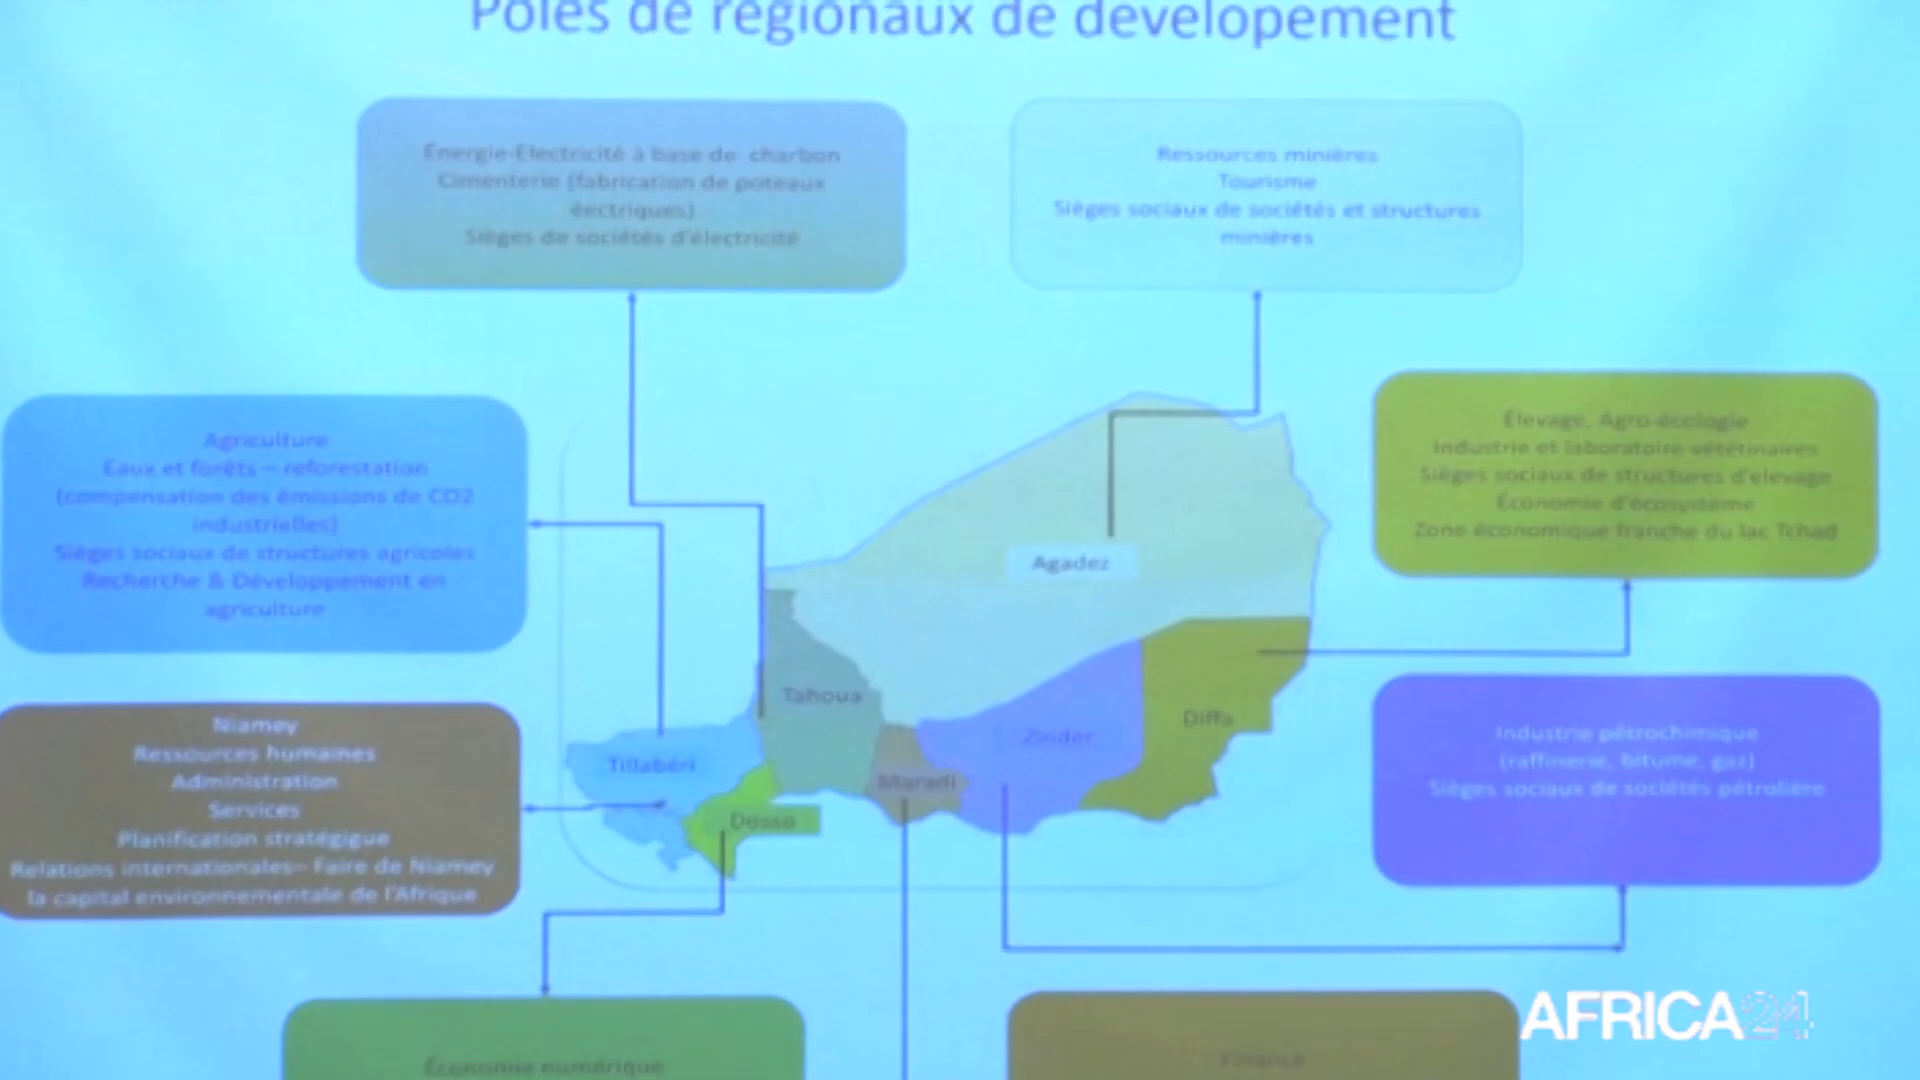 Pôles de régionaux de dévelopement
Énergie-Electricité à base de charbon
Cimenterie (fabrication de poteaux
éectriques)
Sièges de sociétés d'électricité
Ressources minières
Tourisme
Sièges sociaux de sociétés et structures
minières
Agriculture
Eaux et forêts – reforestation
(compensation des émissions de CO2
industrielles)
Sièges sociaux de structures agricoles
Recherche & Développement en
agriculture
Élevage, Agro-écologie
Industrie et laboratoire vététinaires
Sièges sociaux de structures d'elevage
Économie d'écosystème
Zone économique franche du lac Tchad
Agadez
Tahoua
Tillabéri
Dosso
Maradi
Zinder
Diffa
Niamey
Ressources humaines
Administration
Services
Planification stratégique
Relations internationales– Faire de Niamey
la capital environnementale de l'Afrique
Industrie pétrochimique
(raffinerie, bitume, gaz)
Sièges sociaux de sociétés pétrolière
Économie numérique
Finance
AFRICA24